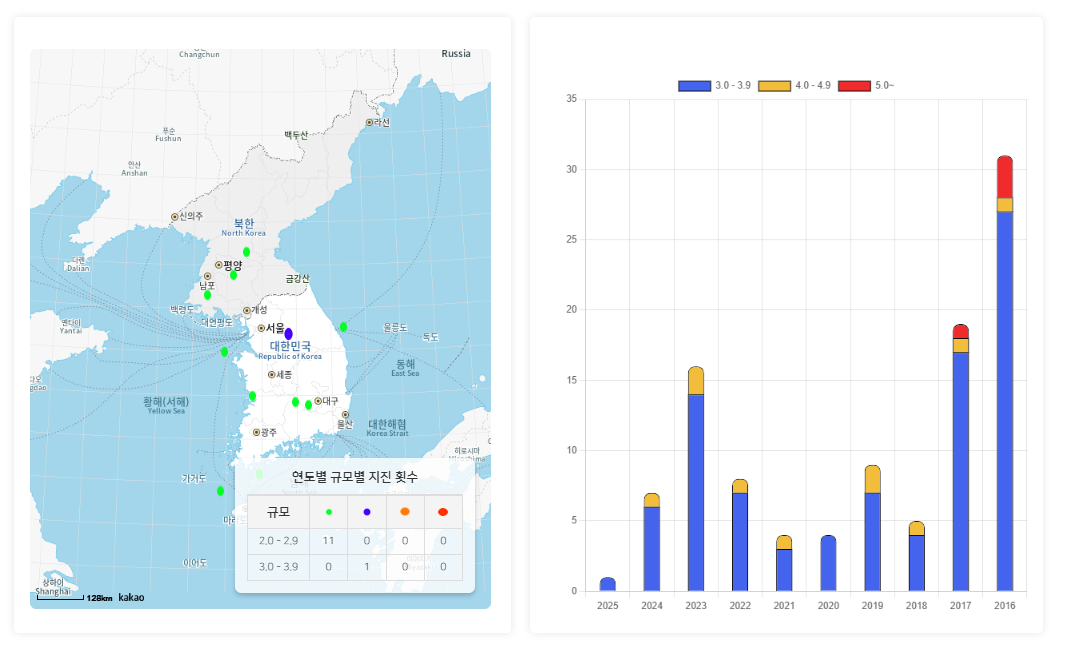 Changchun
Russia
라선
백두산
푸순
Fushun
안산
Anshan
신의주
북한
North Korea
다롄
Dalian
평양
금강산
남포
백령도
개성
대연평도
서울
옌타이
Yantai
울릉도
독도
대한민국
Republic of Korea
동해
East Sea
세종
황해(서해)
Yellow Sea
대구
울산
대한해협
Korea Strait
광주
히로시마
가거도
이어도
상하이
Shanghai
128km kakao
연도별 규모별 지진 횟수
규모
2.0 - 2.9 11 0 0 0
3.0 - 3.9 0 1 0 0
3.0 - 3.9 4.0 - 4.9 5.0~
35
30
25
20
15
10
5
0
2025 2024 2023 2022 2021 2020 2019 2018 2017 2016